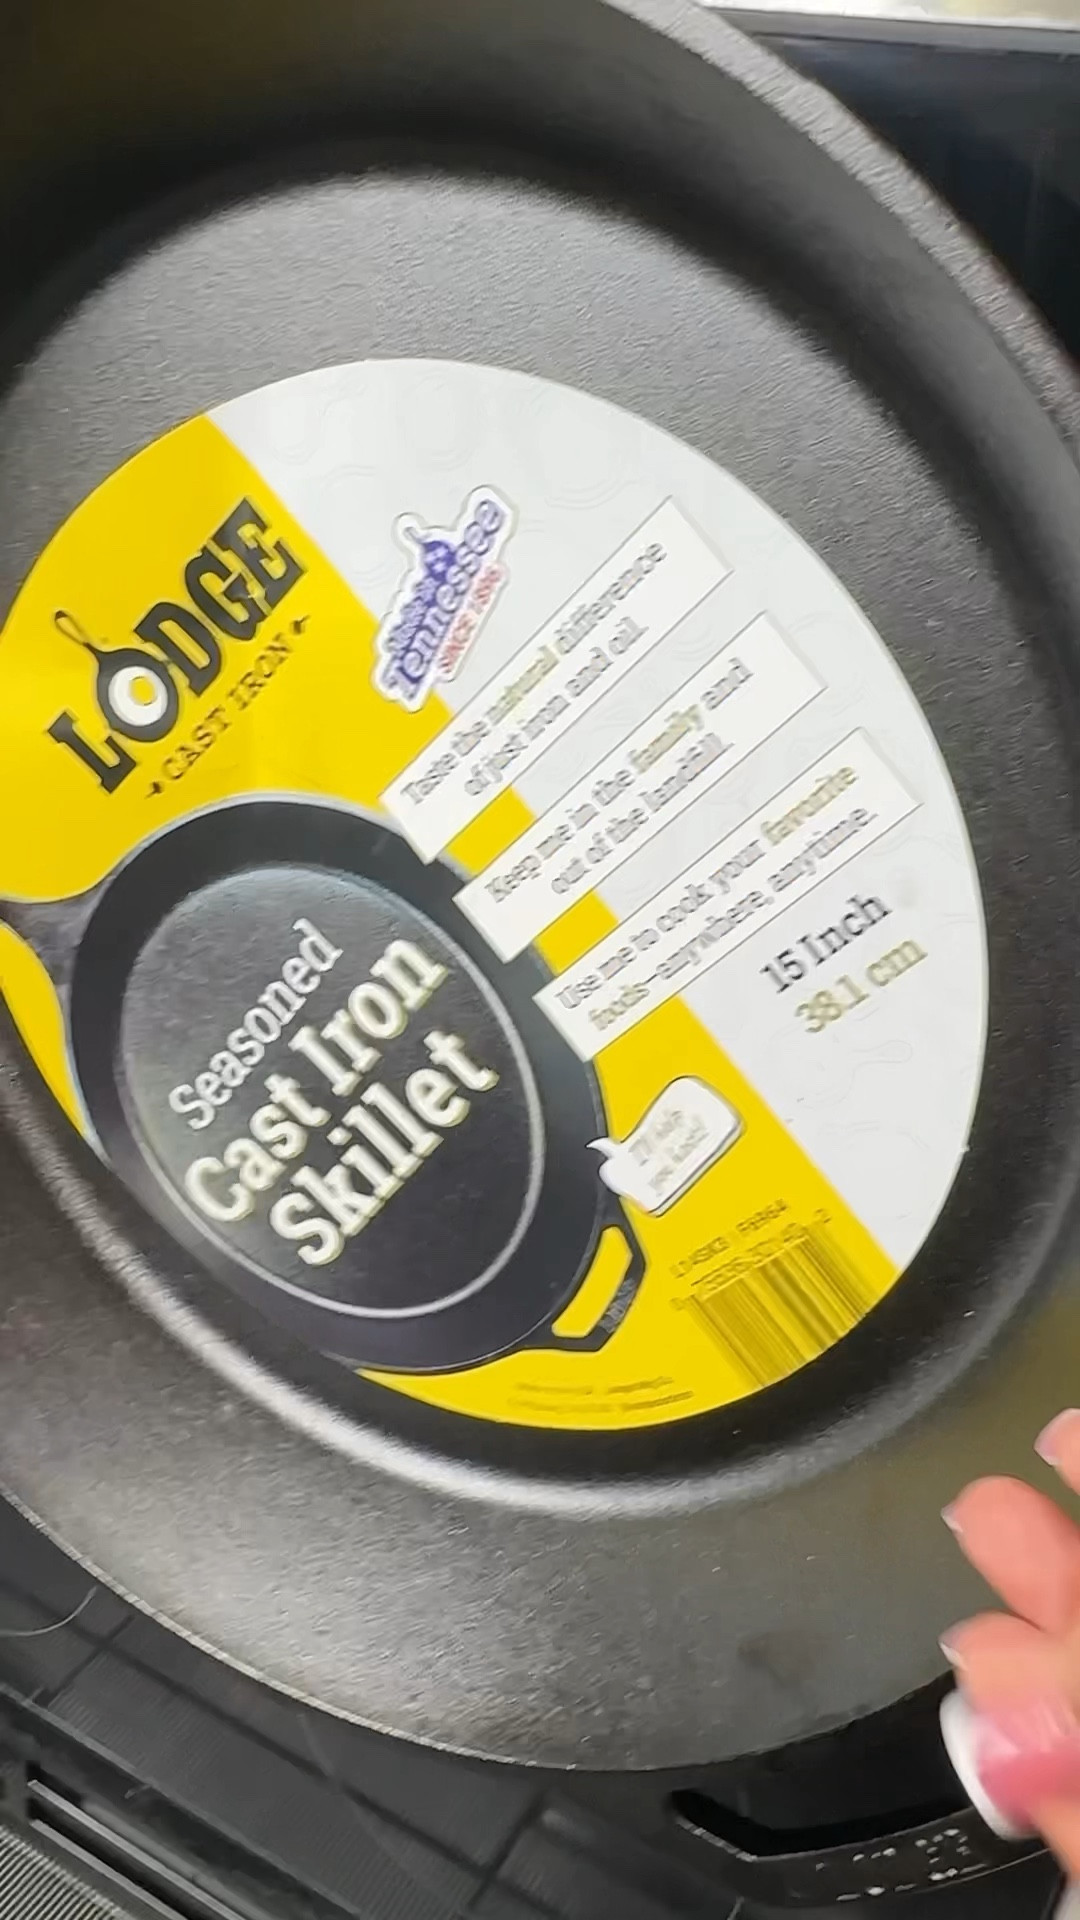 LODGE
CAST IRON
Tennessee
SINCE 1896
Taste the natural difference
of just iron and oil.
Keep me in the family and
out of the landfill.
Use me to cook your favorite
foods—anywhere, anytime.
15 Inch
38.1 cm
Seasoned
Cast Iron
Skillet